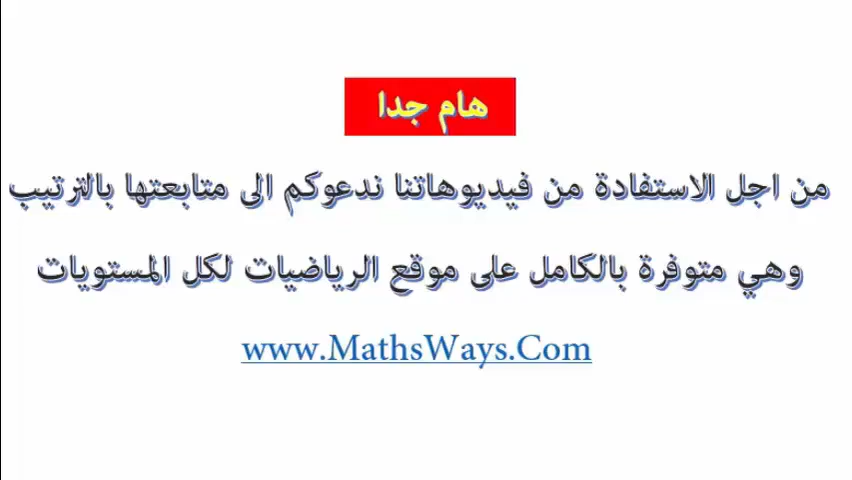 هام جدا
من اجل الاستفادة من فيديوهاتنا ندعوكم الى متابعتها بالترتيب
وهي متوفرة بالكامل على موقع الرياضيات لكل المستويات
www.MathsWays.Com